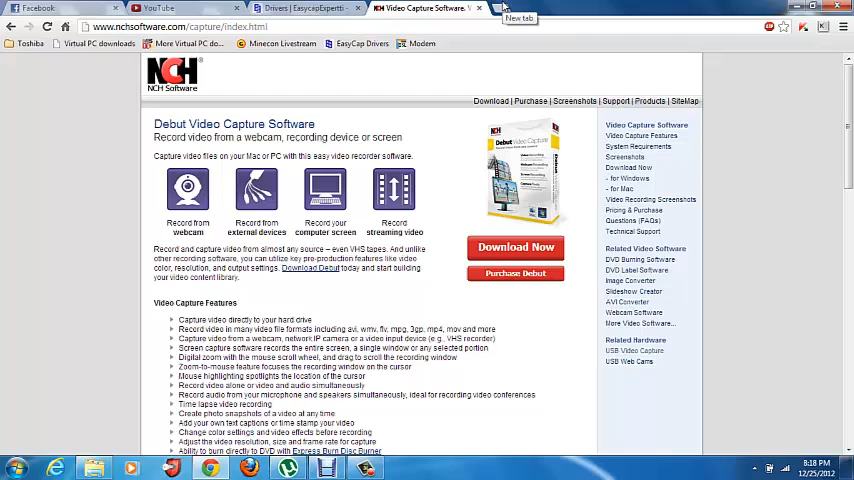 Facebook
YouTube
Drivers | EasycapExpertti -
Video Capture Software. V
New tab
www.nchsoftware.com/capture/index.html
Toshiba
Virtual PC downloads
More Virtual PC do...
Minecon Livestream
EasyCap Drivers
Modem
NCH
NCH Software
Download | Purchase | Screenshots | Support | Products | SiteMap
Debut Video Capture Software
Record video from a webcam, recording device or screen
Capture video files on your Mac or PC with this easy video recorder software.
Record from webcam
Record from external devices
Record your computer screen
Record streaming video
Record and capture video from almost any source – even VHS tapes. And unlike
other recording software, you can utilize key pre-production features like video
color, resolution, and output settings. Download Debut today and start building
your video content library.
Debut Video Capture
Download Now
Purchase Debut
Video Capture Features
Capture video directly to your hard drive
Record video in many video file formats including avi, wmv, flv, mpg, 3gp, mp4, mov and more
Capture video from a webcam, network IP camera or a video input device (e.g., VHS recorder)
Screen capture software records the entire screen, a single window or any selected portion
Digital zoom with the mouse scroll wheel, and drag to scroll the recording window
Zoom-to-mouse feature focuses the recording window on the cursor
Mouse highlighting spotlights the location of the cursor
Record video alone or video and audio simultaneously
Record audio from your microphone and speakers simultaneously, ideal for recording video conferences
Time lapse video recording
Create photo snapshots of a video at any time
Add your own text captions or time stamp your video
Change color settings and video effects before recording
Adjust the video resolution, size and frame rate for capture
Ability to burn directly to DVD with Express Burn Disc Burner
Video Capture Software
Video Capture Features
System Requirements
Screenshots
Download Now
- for Windows
- for Mac
Video Recording Screenshots
Pricing & Purchase
Questions (FAQs)
Technical Support
Related Video Software
DVD Burning Software
DVD Label Software
Image Converter
Slideshow Creator
AVI Converter
Webcam Software
More Video Software...
Related Hardware
USB Video Capture
USB Web Cams
8:18 PM
12/25/2012